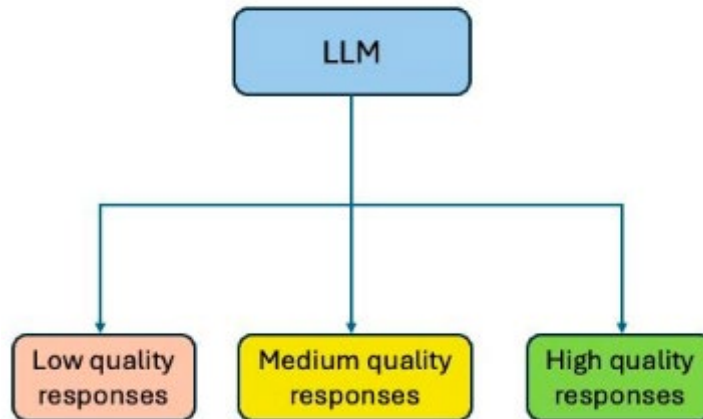 LLM
Low quality
responses
Medium quality
responses
High quality
responses